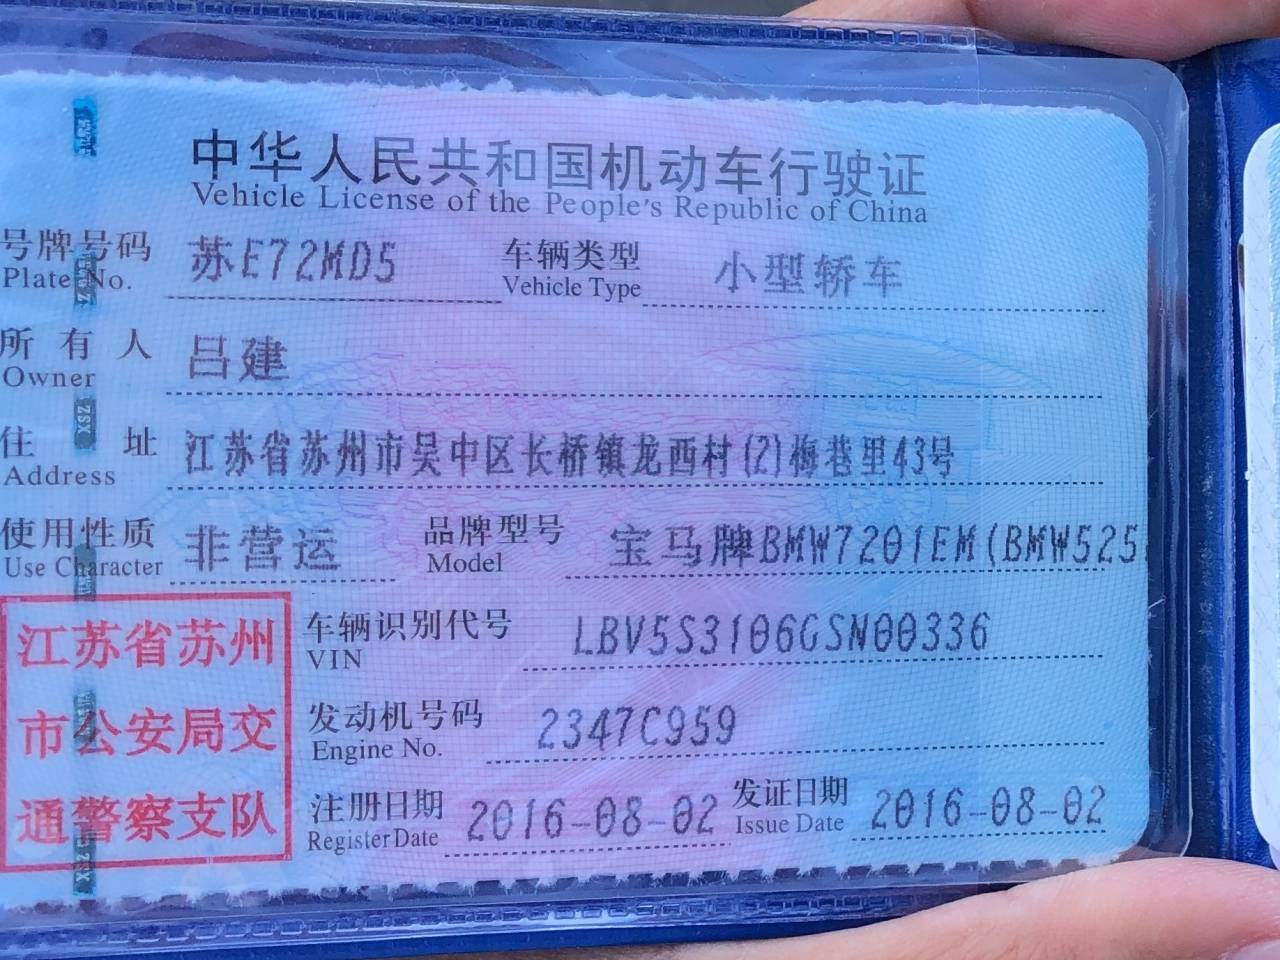 中华人民共和国机动车行驶证
Vehicle License of the People's Republic of China
号牌号码 苏E72MD5 车辆类型 小型轿车
Plate No. Vehicle Type
所有人 吕建
Owner
住址 江苏省苏州市吴中区长桥镇龙西村(2)梅巷里43号
Address
使用性质 非营运 品牌型号 宝马牌BMW7201EM(BMW525
Use Character Model
江苏省苏州
市公安局交
通警察支队
车辆识别代号 LBV5S3106GSN00336
VIN
发动机号码 2347C959
Engine No.
注册日期 2016-08-02 发证日期 2016-08-02
Register Date Issue Date